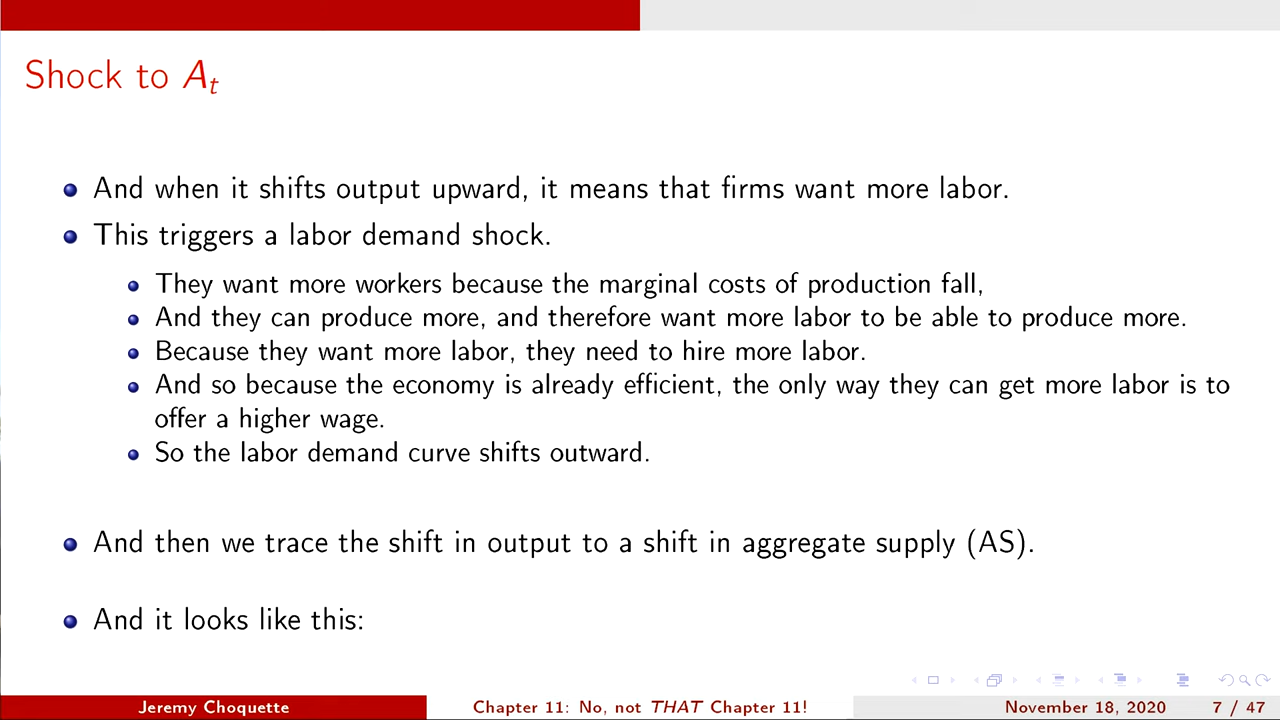 Shock to At
And when it shifts output upward, it means that firms want more labor.
This triggers a labor demand shock.
They want more workers because the marginal costs of production fall,
And they can produce more, and therefore want more labor to be able to produce more.
Because they want more labor, they need to hire more labor.
And so because the economy is already efficient, the only way they can get more labor is to
offer a higher wage.
So the labor demand curve shifts outward.
And then we trace the shift in output to a shift in aggregate supply (AS).
And it looks like this:
Jeremy Choquette Chapter 11: No, not THAT Chapter 11! November 18, 2020 7 / 47